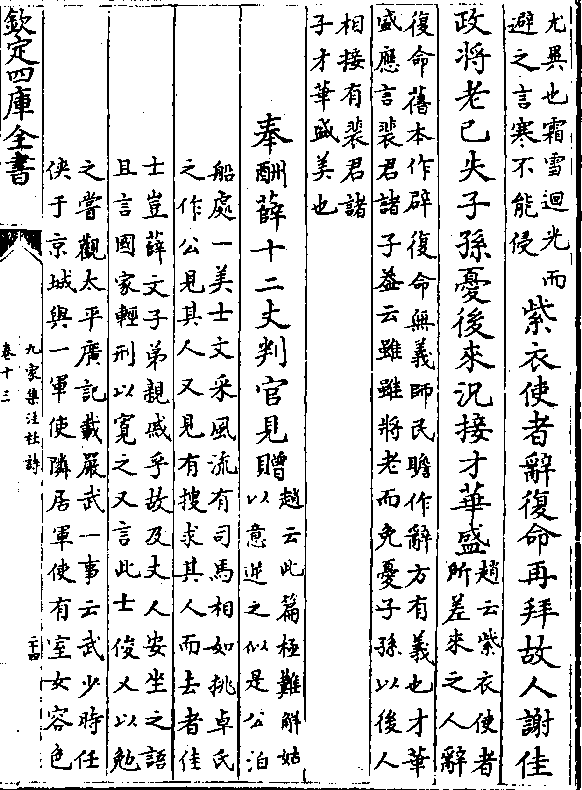 尤異也霜雪迴光而
避之言寒不能侵
紫衣使者辭復命再拜故人謝佳
政將老已失子孫憂後來況接才華盛
趙云紫衣使者
所差來之人辭
復命舊本作辟復命無義師民瞻作辭方有義也才華
盛應言裴君諸子益云雖雖將老而免憂子孫以後人
相接有裴君諸
子才華盛美也
奉酬薛十二丈判官見贈
趙云此篇極難解姑
以意逆之似是公泊
船處一美士文采風流有司馬相如挑卓氏
之作公見其人又見有搜求其人而去者佳
士豈薛文子弟親戚乎故及丈人安坐之語
且言國家輕刑以寬之又言此士俊乂以勉
之嘗觀太平廣記載嚴武一事云武少時任
俠于京城與一軍使隣居軍使有室女容色
欽定四庫全書
九家集注杜詩
卷十三
二十四